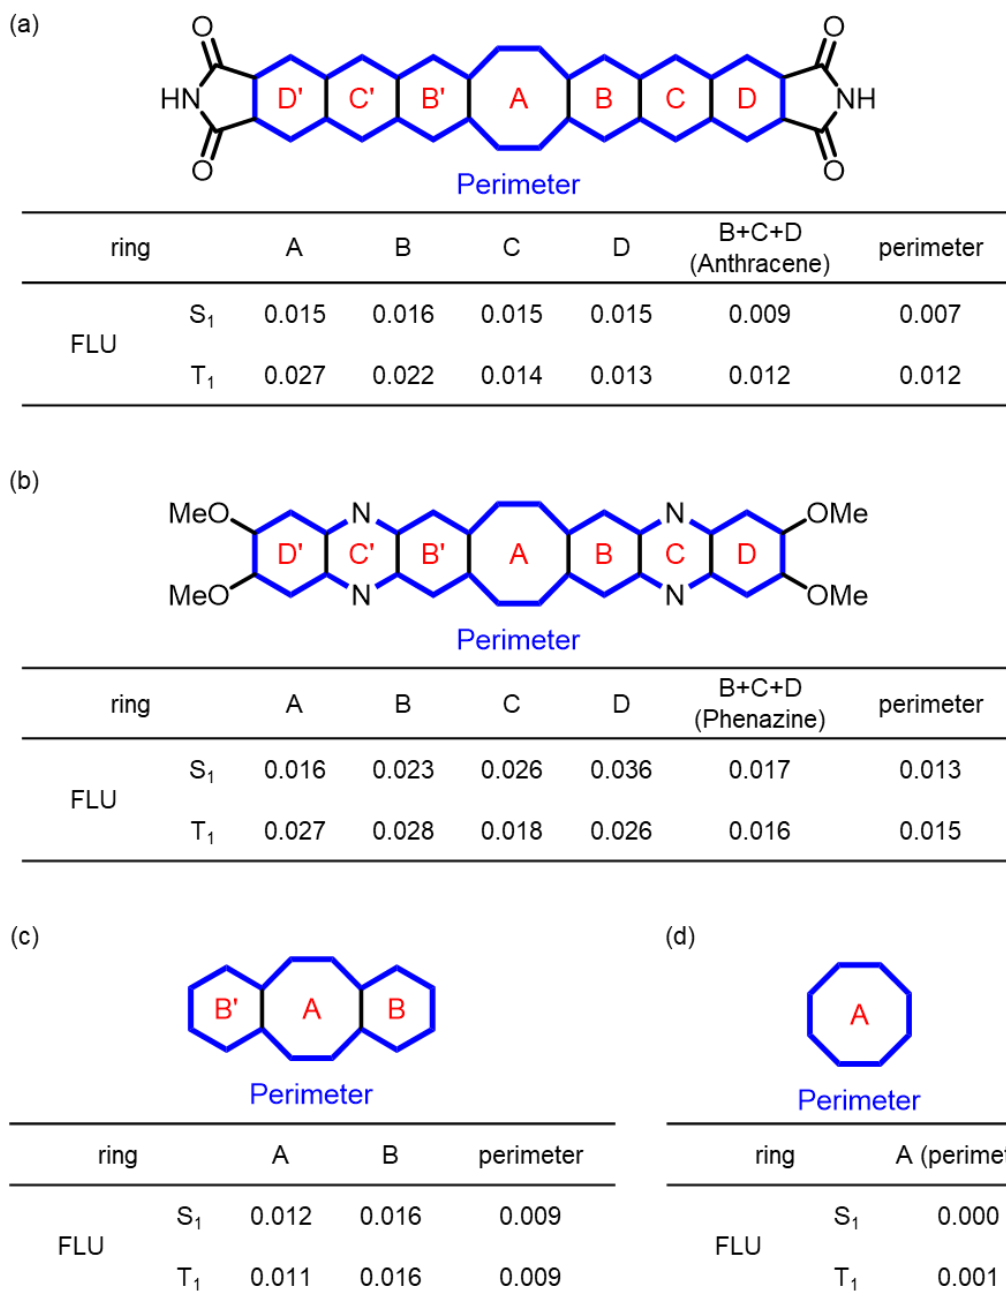 (a)
O O
HN D' C' B' A B C D NH
O O
Perimeter
ring A B C D B+C+D (Anthracene) perimeter
FLU
S₁ 0.015 0.016 0.015 0.015 0.009 0.007
T₁ 0.027 0.022 0.014 0.013 0.012 0.012
(b)
MeO N N OMe
D' C' B' A B C D
MeO N N OMe
Perimeter
ring A B C D B+C+D (Phenazine) perimeter
FLU
S₁ 0.016 0.023 0.026 0.036 0.017 0.013
T₁ 0.027 0.028 0.018 0.026 0.016 0.015
(c)
B' A B
Perimeter
ring A B perimeter
FLU
S₁ 0.012 0.016 0.009
T₁ 0.011 0.016 0.009
(d)
A
Perimeter
ring A (perimet
FLU
S₁ 0.000
T₁ 0.001